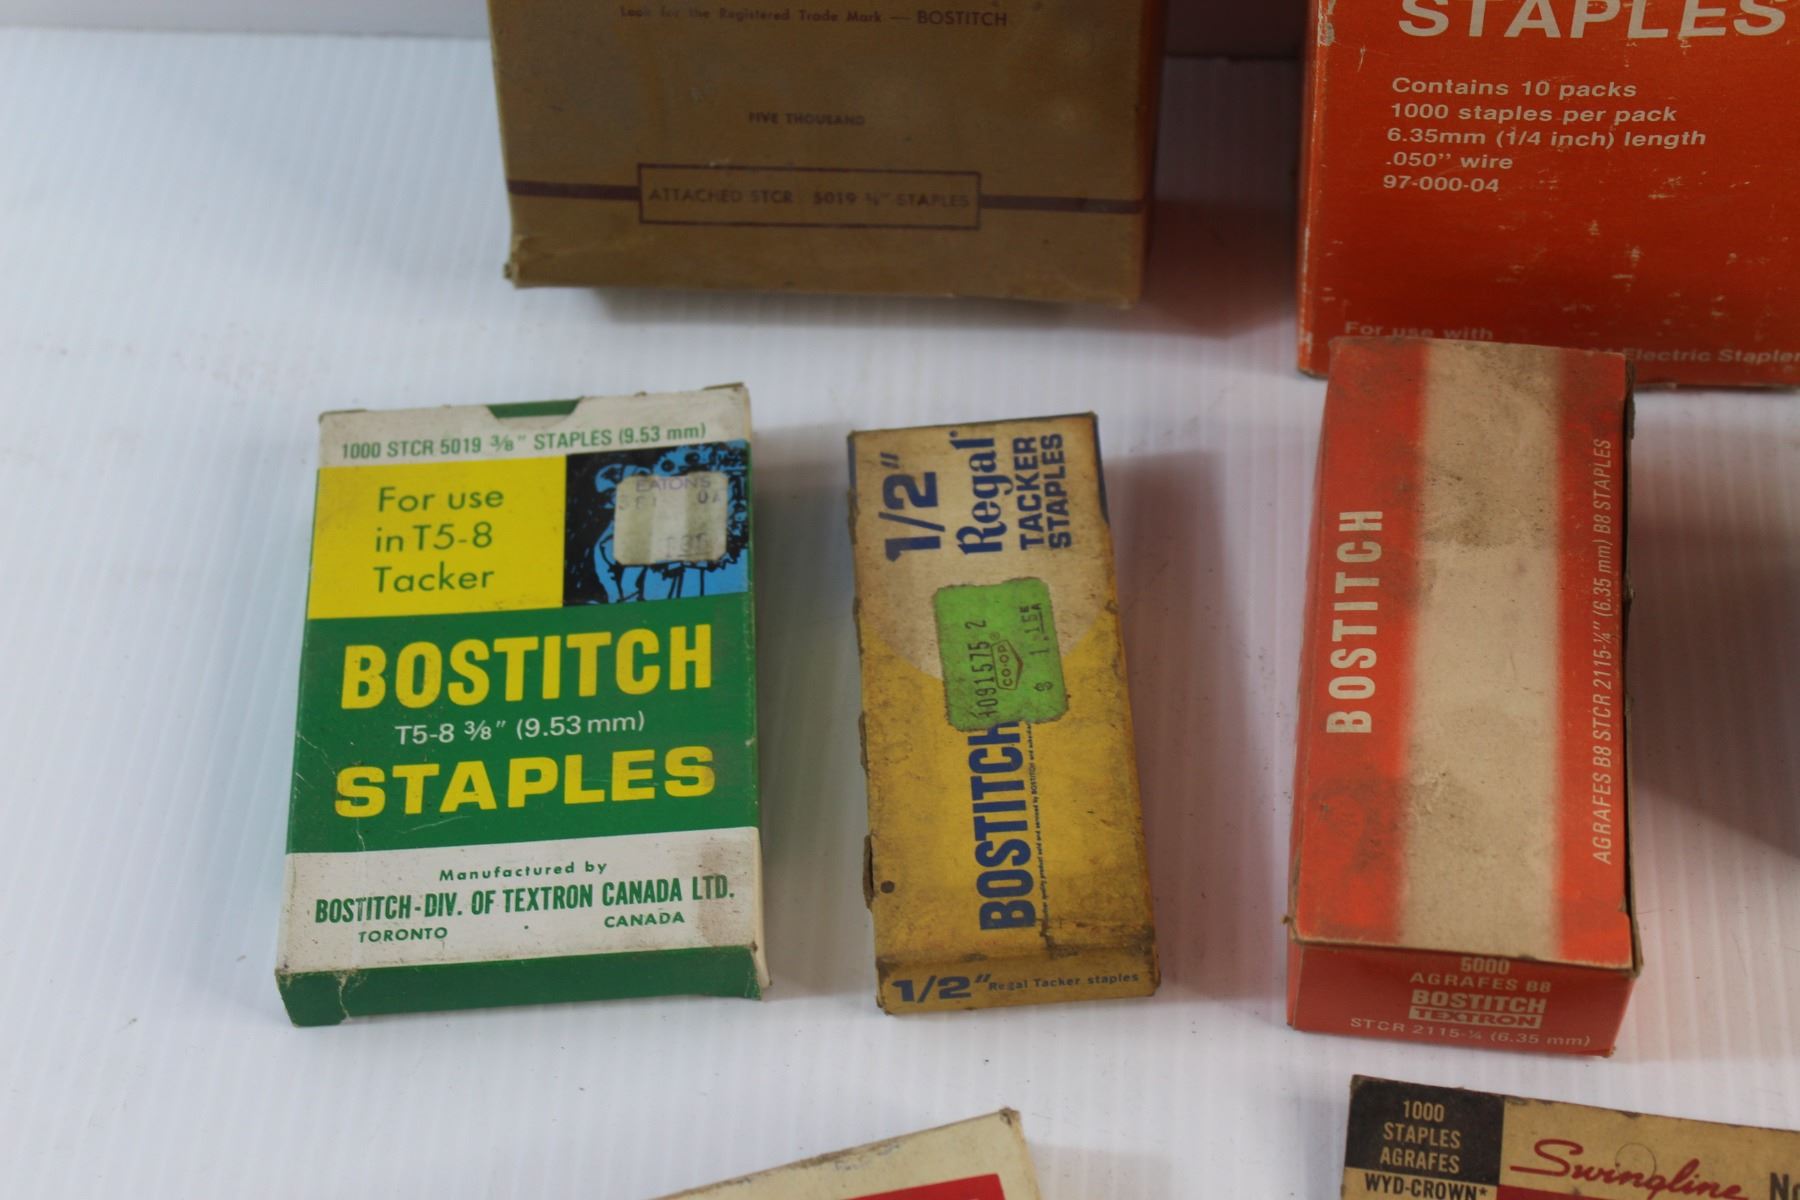 Look for the Registered Trade Mark — BOSTITCH
FIVE THOUSAND
ATTACHED STCR 5019 STAPLES
STAPLES
Contains 10 packs
1000 staples per pack
6.35mm (1/4 inch) length
.050" wire
97-000-04
For use with
Electric Stapler
1000 STCR 5019 3/8" STAPLES (9.53 mm)
For use
in T5-8
Tacker
EATON'S
BOSTITCH
T5-8 3/8" (9.53 mm)
STAPLES
Manufactured by
BOSTITCH-DIV. OF TEXTRON CANADA LTD.
TORONTO CANADA
1/2"
Regal
TACKER
STAPLES
4091575 2
CO-OP
$ 1.15
BOSTITCH
1/2" Regal Tacker staples
BOSTITCH
AGRAFES B8 STCR 2115-¼" (6.35 mm) B8 STAPLES
5000
AGRAFES B8
BOSTITCH
TEXTRON
STCR 2115-¼ (6.35 mm)
1000
STAPLES
AGRAFES
WYD-CROWN*
Swingline